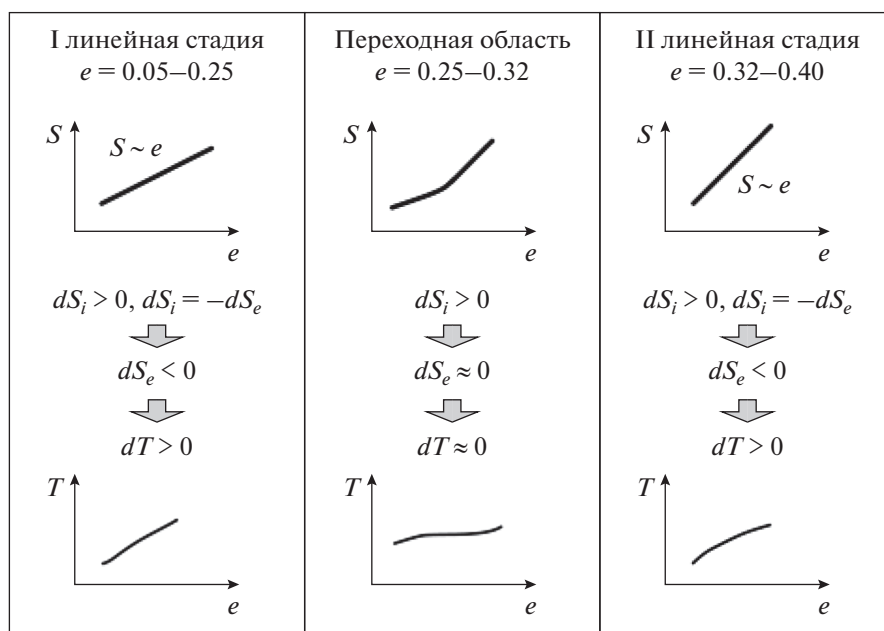 I линейная стадия
e = 0.05–0.25
S
S ~ e
e
dS_i > 0, dS_i = –dS_e
dS_e < 0
dT > 0
T
e
Переходная область
e = 0.25–0.32
S
e
dS_i > 0
dS_e ≈ 0
dT ≈ 0
T
e
II линейная стадия
e = 0.32–0.40
S
S ~ e
e
dS_i > 0, dS_i = –dS_e
dS_e < 0
dT > 0
T
e